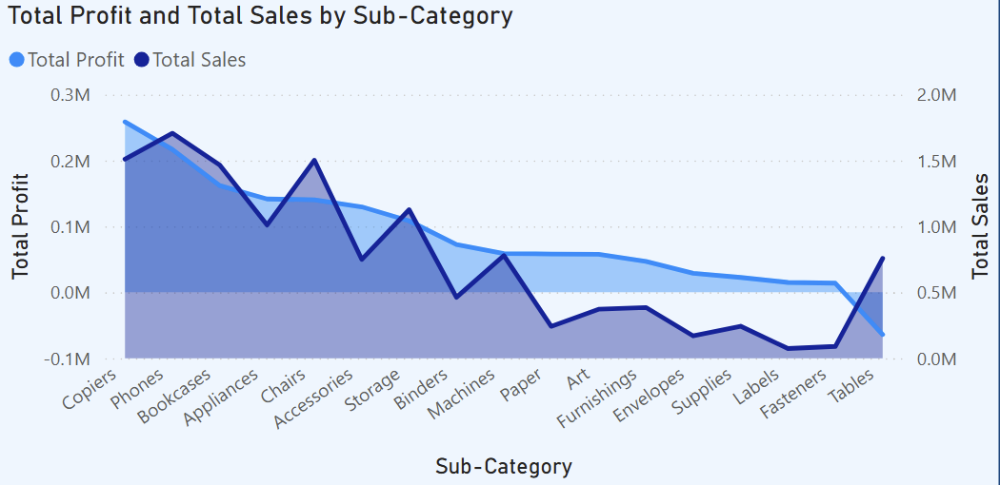 Total Profit and Total Sales by Sub-Category
Total Profit Total Sales
0.3M 2.0M
0.2M 1.5M
0.1M 1.0M
0.0M 0.5M
-0.1M 0.0M
Total Profit
Total Sales
Copiers
Phones
Bookcases
Appliances
Chairs
Accessories
Storage
Binders
Machines
Paper
Art
Furnishings
Envelopes
Supplies
Labels
Fasteners
Tables
Sub-Category